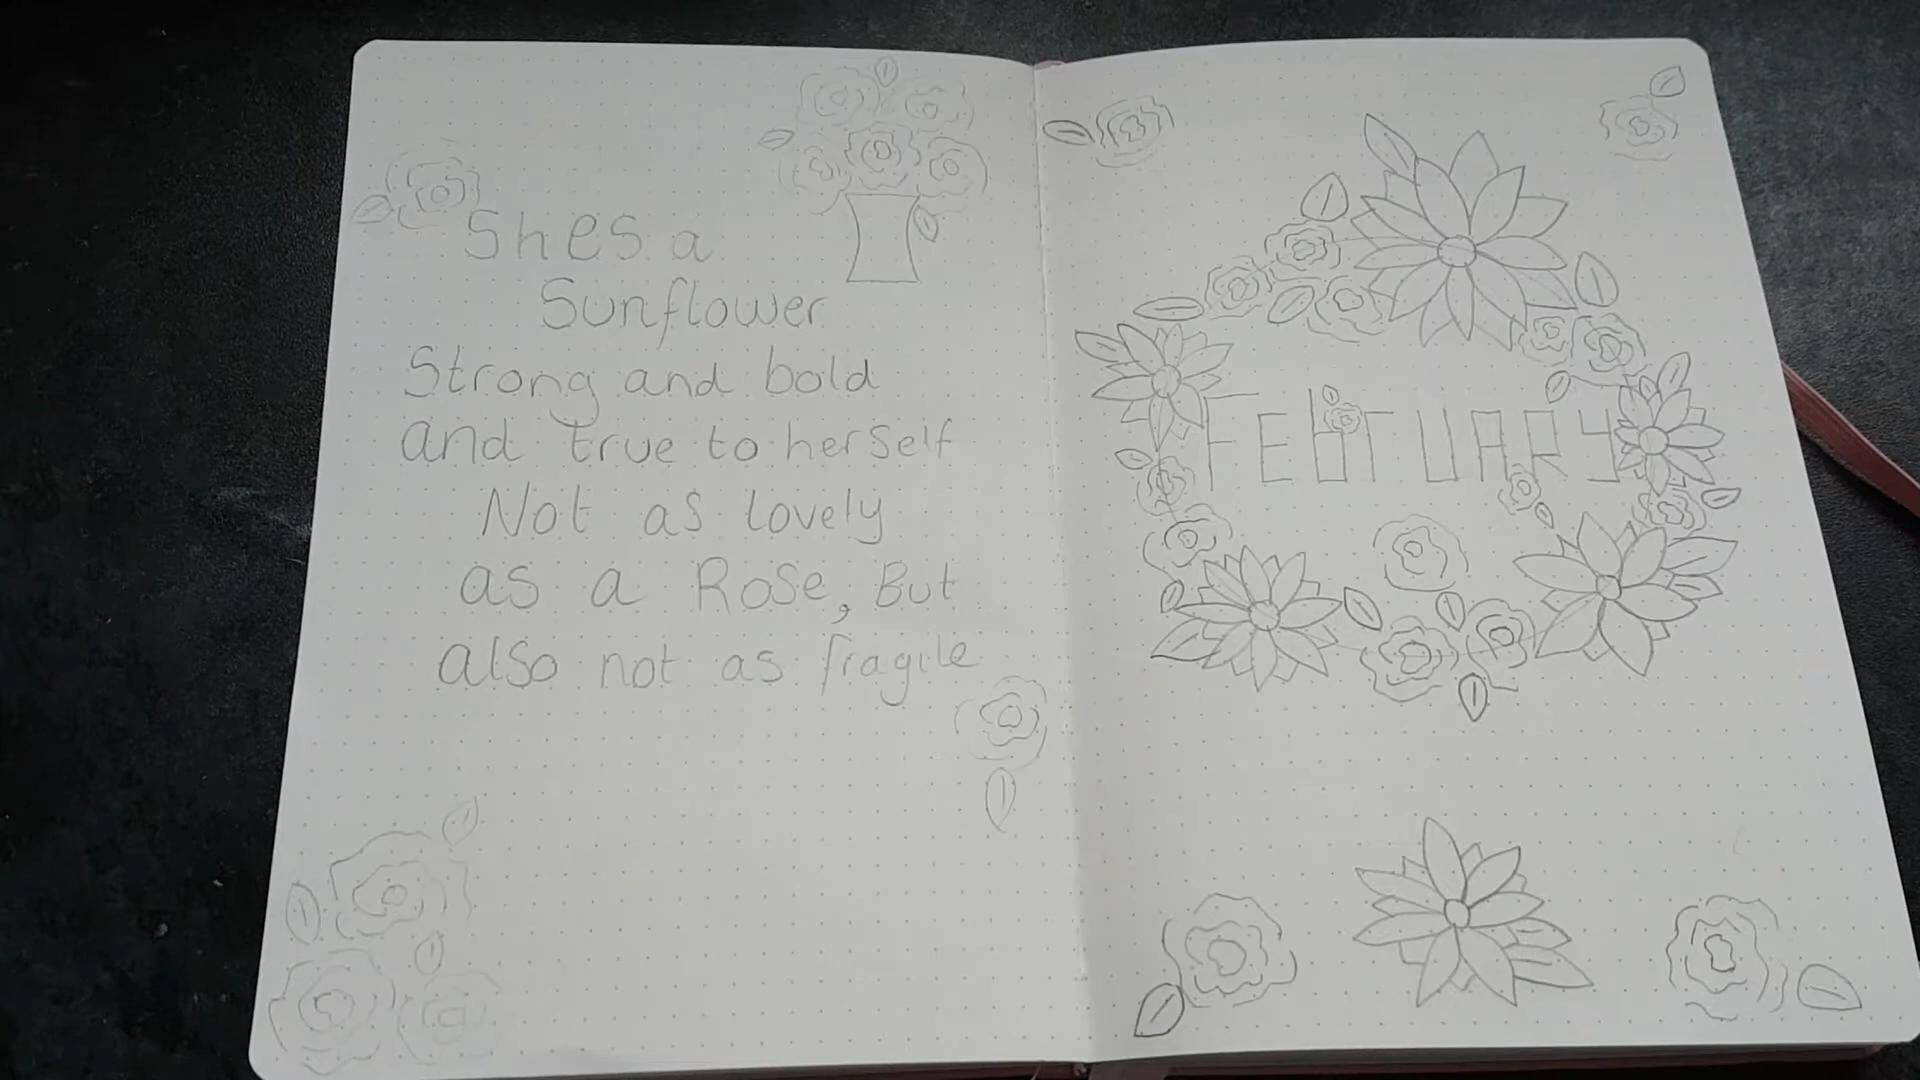 Shes a
Sunflower
Strong and bold
and true to herself
Not as lovely
as a Rose, But
also not as fragile
February